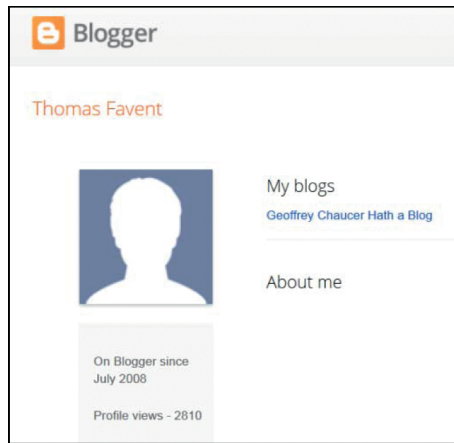 Blogger
Thomas Favent
My blogs
Geoffrey Chaucer Hath a Blog
About me
On Blogger since
July 2008
Profile views - 2810